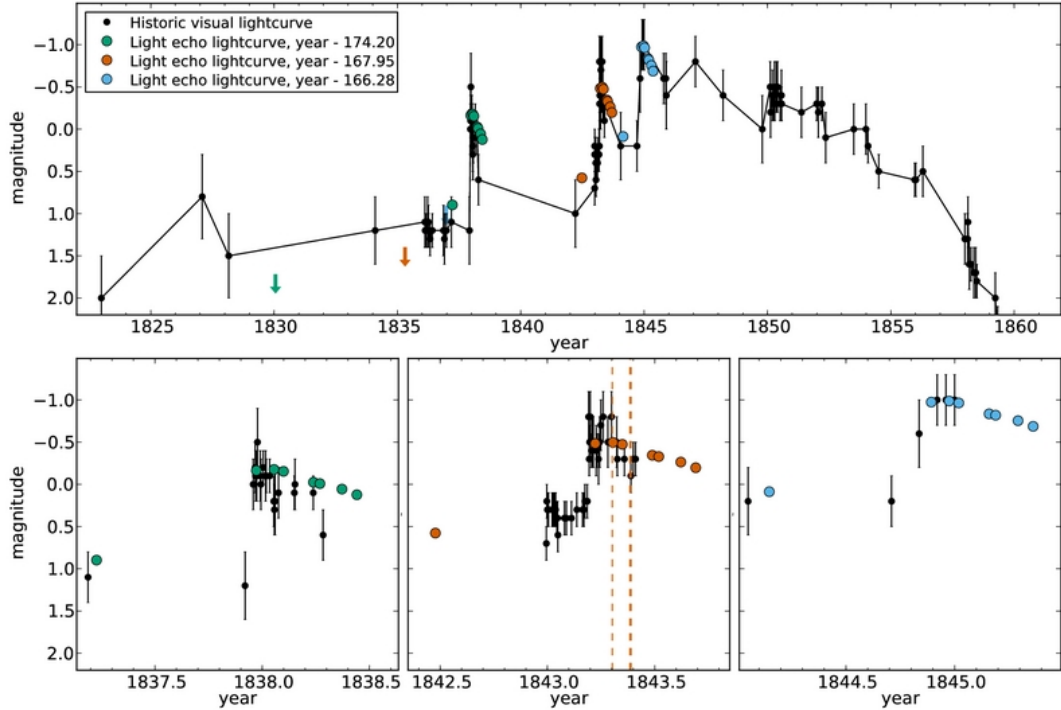 Historic visual lightcurve
Light echo lightcurve, year - 174.20
Light echo lightcurve, year - 167.95
Light echo lightcurve, year - 166.28
magnitude
−1.0
−0.5
0.0
0.5
1.0
1.5
2.0
1825 1830 1835 1840 1845 1850 1855 1860
year
magnitude
−1.0
−0.5
0.0
0.5
1.0
1.5
2.0
1837.5 1838.0 1838.5
year
1842.5 1843.0 1843.5
year
1844.5 1845.0
year